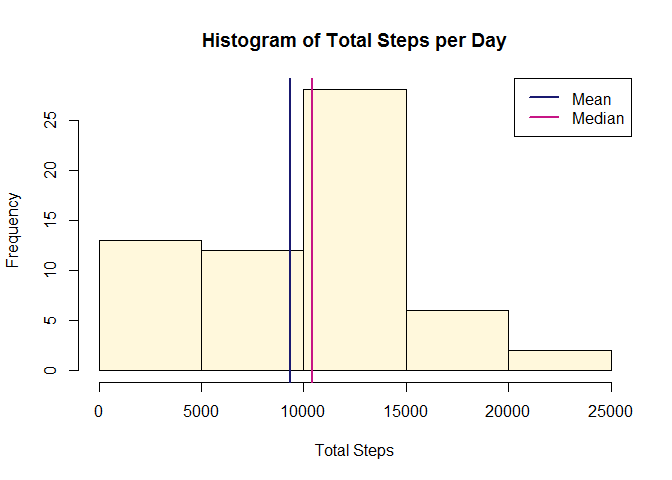 Histogram of Total Steps per Day
Mean
Median
Frequency
25
20
15
10
5
0
0 5000 10000 15000 20000 25000
Total Steps